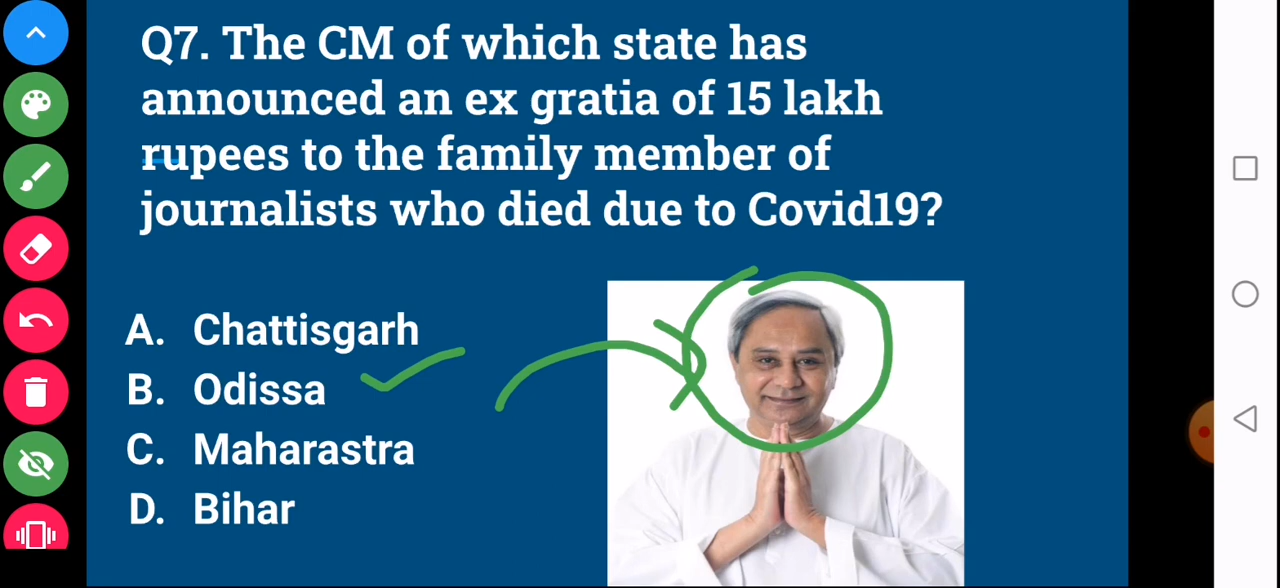 Q7. The CM of which state has
announced an ex gratia of 15 lakh
rupees to the family member of
journalists who died due to Covid19?
A. Chattisgarh
B. Odissa
C. Maharastra
D. Bihar